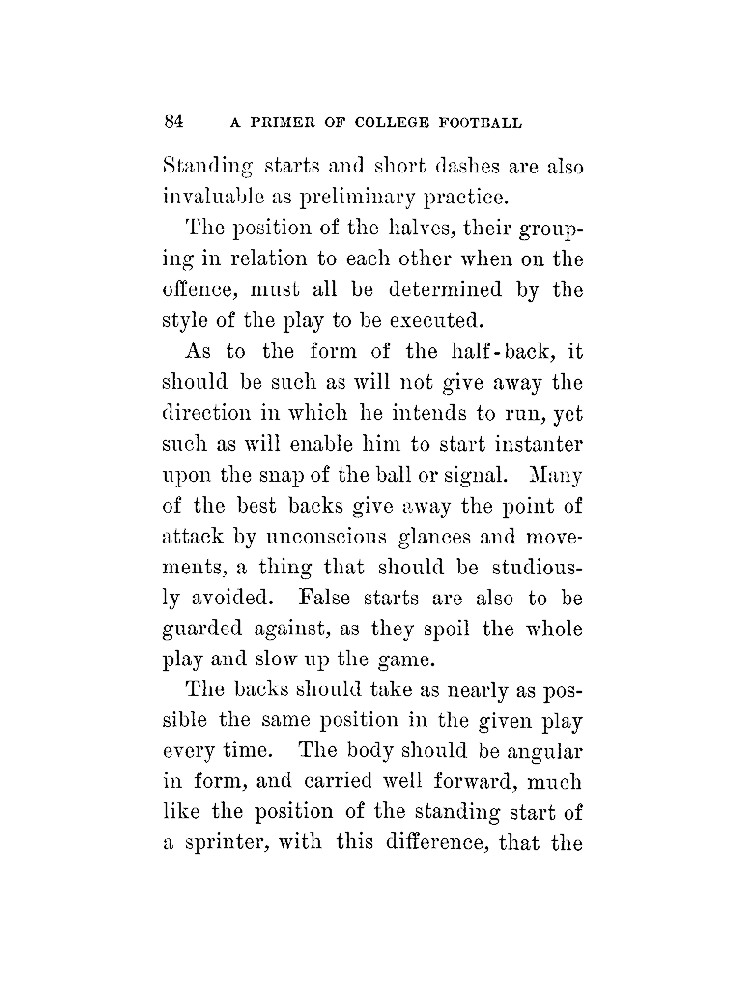 84 A PRIMER OF COLLEGE FOOTBALL
Standing starts and short dashes are also
invaluable as preliminary practice.
The position of the halves, their group-
ing in relation to each other when on the
offence, must all be determined by the
style of the play to be executed.
As to the form of the half-back, it
should be such as will not give away the
direction in which he intends to run, yet
such as will enable him to start instanter
upon the snap of the ball or signal. Many
of the best backs give away the point of
attack by unconscious glances and move-
ments, a thing that should be studious-
ly avoided. False starts are also to be
guarded against, as they spoil the whole
play and slow up the game.
The backs should take as nearly as pos-
sible the same position in the given play
every time. The body should be angular
in form, and carried well forward, much
like the position of the standing start of
a sprinter, with this difference, that the